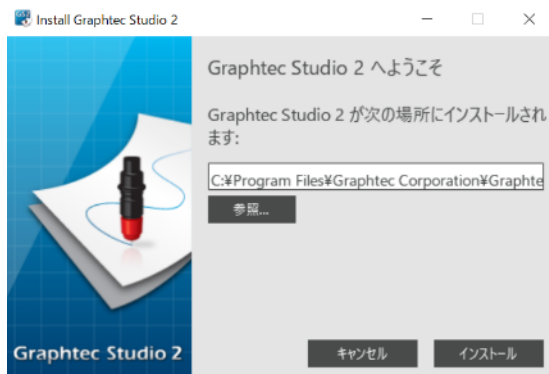 Install Graphtec Studio 2
Graphtec Studio 2 へようこそ
Graphtec Studio 2 が次の場所にインストールされ
ます:
C:¥Program Files¥Graphtec Corporation¥Graphte
参照...
Graphtec Studio 2
キャンセル
インストール